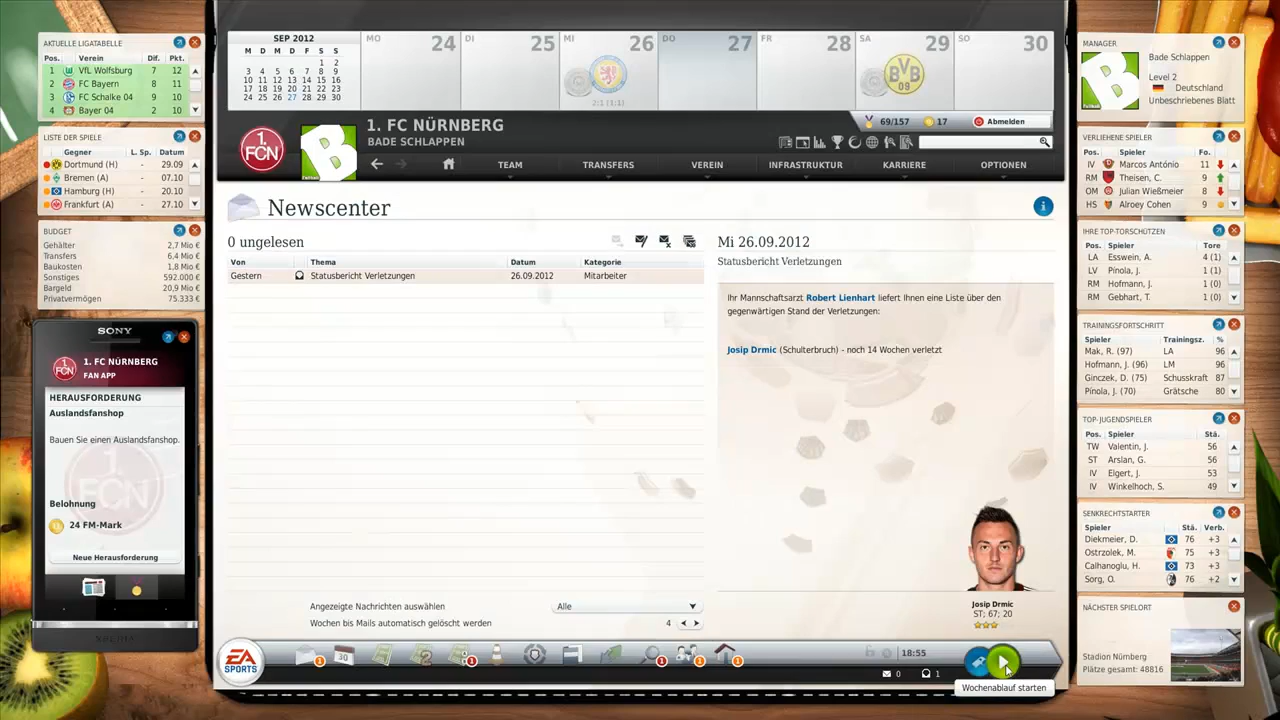 AKTUELLE LIGATABELLE
Pos. Verein Dif. Pkt.
1 VfL Wolfsburg 7 12
2 FC Bayern 8 11
3 FC Schalke 04 9 10
4 Bayer 04 2 10
LISTE DER SPIELE
Gegner L. Sp. Datum
Dortmund (H) - 29.09
Bremen (A) - 07.10
Hamburg (H) - 20.10
Frankfurt (A) - 27.10
BUDGET
Gehälter 2,7 Mio €
Transfers 6,4 Mio €
Baukosten 1,8 Mio €
Sonstiges 592.000 €
Bargeld 20,9 Mio €
Privatvermögen 75.333 €
SONY
1. FC NÜRNBERG
FAN APP
HERAUSFORDERUNG
Auslandsfanshop
Bauen Sie einen Auslandsfanshop.
Belohnung
24 FM-Mark
Neue Herausforderung
SEP 2012
M D M D F S S
1 2
3 4 5 6 7 8 9
10 11 12 13 14 15 16
17 18 19 20 21 22 23
24 25 26 27 28 29 30
MO 24 DI 25 MI 26 DO 27 FR 28 SA 29 SO 30
2:1 (1:1)
BVB 09
1. FC NÜRNBERG
BADE SCHLAPPEN
69/157 17 Abmelden
TEAM TRANSFERS VEREIN INFRASTRUKTUR KARRIERE OPTIONEN
Newscenter
0 ungelesen
Von Thema Datum Kategorie
Gestern Statusbericht Verletzungen 26.09.2012 Mitarbeiter
Angezeigte Nachrichten auswählen Alle
Wochen bis Mails automatisch gelöscht werden 4
Mi 26.09.2012
Statusbericht Verletzungen
Ihr Mannschaftsarzt Robert Lienhart liefert Ihnen eine Liste über den
gegenwärtigen Stand der Verletzungen:
Josip Drmic (Schulterbruch) - noch 14 Wochen verletzt
Josip Drmic
ST; 67; 20
EA
SPORTS
18:55
0 1
Wochenablauf starten
MANAGER
Bade Schlappen
Level 2
Deutschland
Unbeschriebenes Blatt
VERLIEHENE SPIELER
Pos. Spieler Fo.
IV Marcos António 11
RM Theisen, C. 9
OM Julian Wießmeier 8
HS Alroey Cohen 9
IHRE TOP-TORSCHÜTZEN
Pos. Spieler Tore
LA Esswein, A. 4 (1)
LV Pinola, J. 1 (1)
RM Hofmann, J. 1 (0)
RM Gebhart, T. 1 (0)
TRAININGSFORTSCHRITT
Spieler Trainingsz. %
Mak, R. (97) LA 96
Hofmann, J. (96) LM 96
Ginczek, D. (75) Schusskraft 87
Pinola, J. (70) Grätsche 80
TOP-JUGENDSPIELER
Pos. Spieler Stä.
TW Valentin, J. 56
ST Arslan, G. 56
IV Elgert, J. 53
IV Winkelhoch, S. 49
SENKRECHTSTARTER
Spieler Stä. Verb.
Diekmeier, D. 76 +3
Ostrzolek, M. 75 +3
Calhanoglu, H. 73 +3
Sorg, O. 76 +2
NÄCHSTER SPIELORT
Stadion Nürnberg
Plätze gesamt: 48816